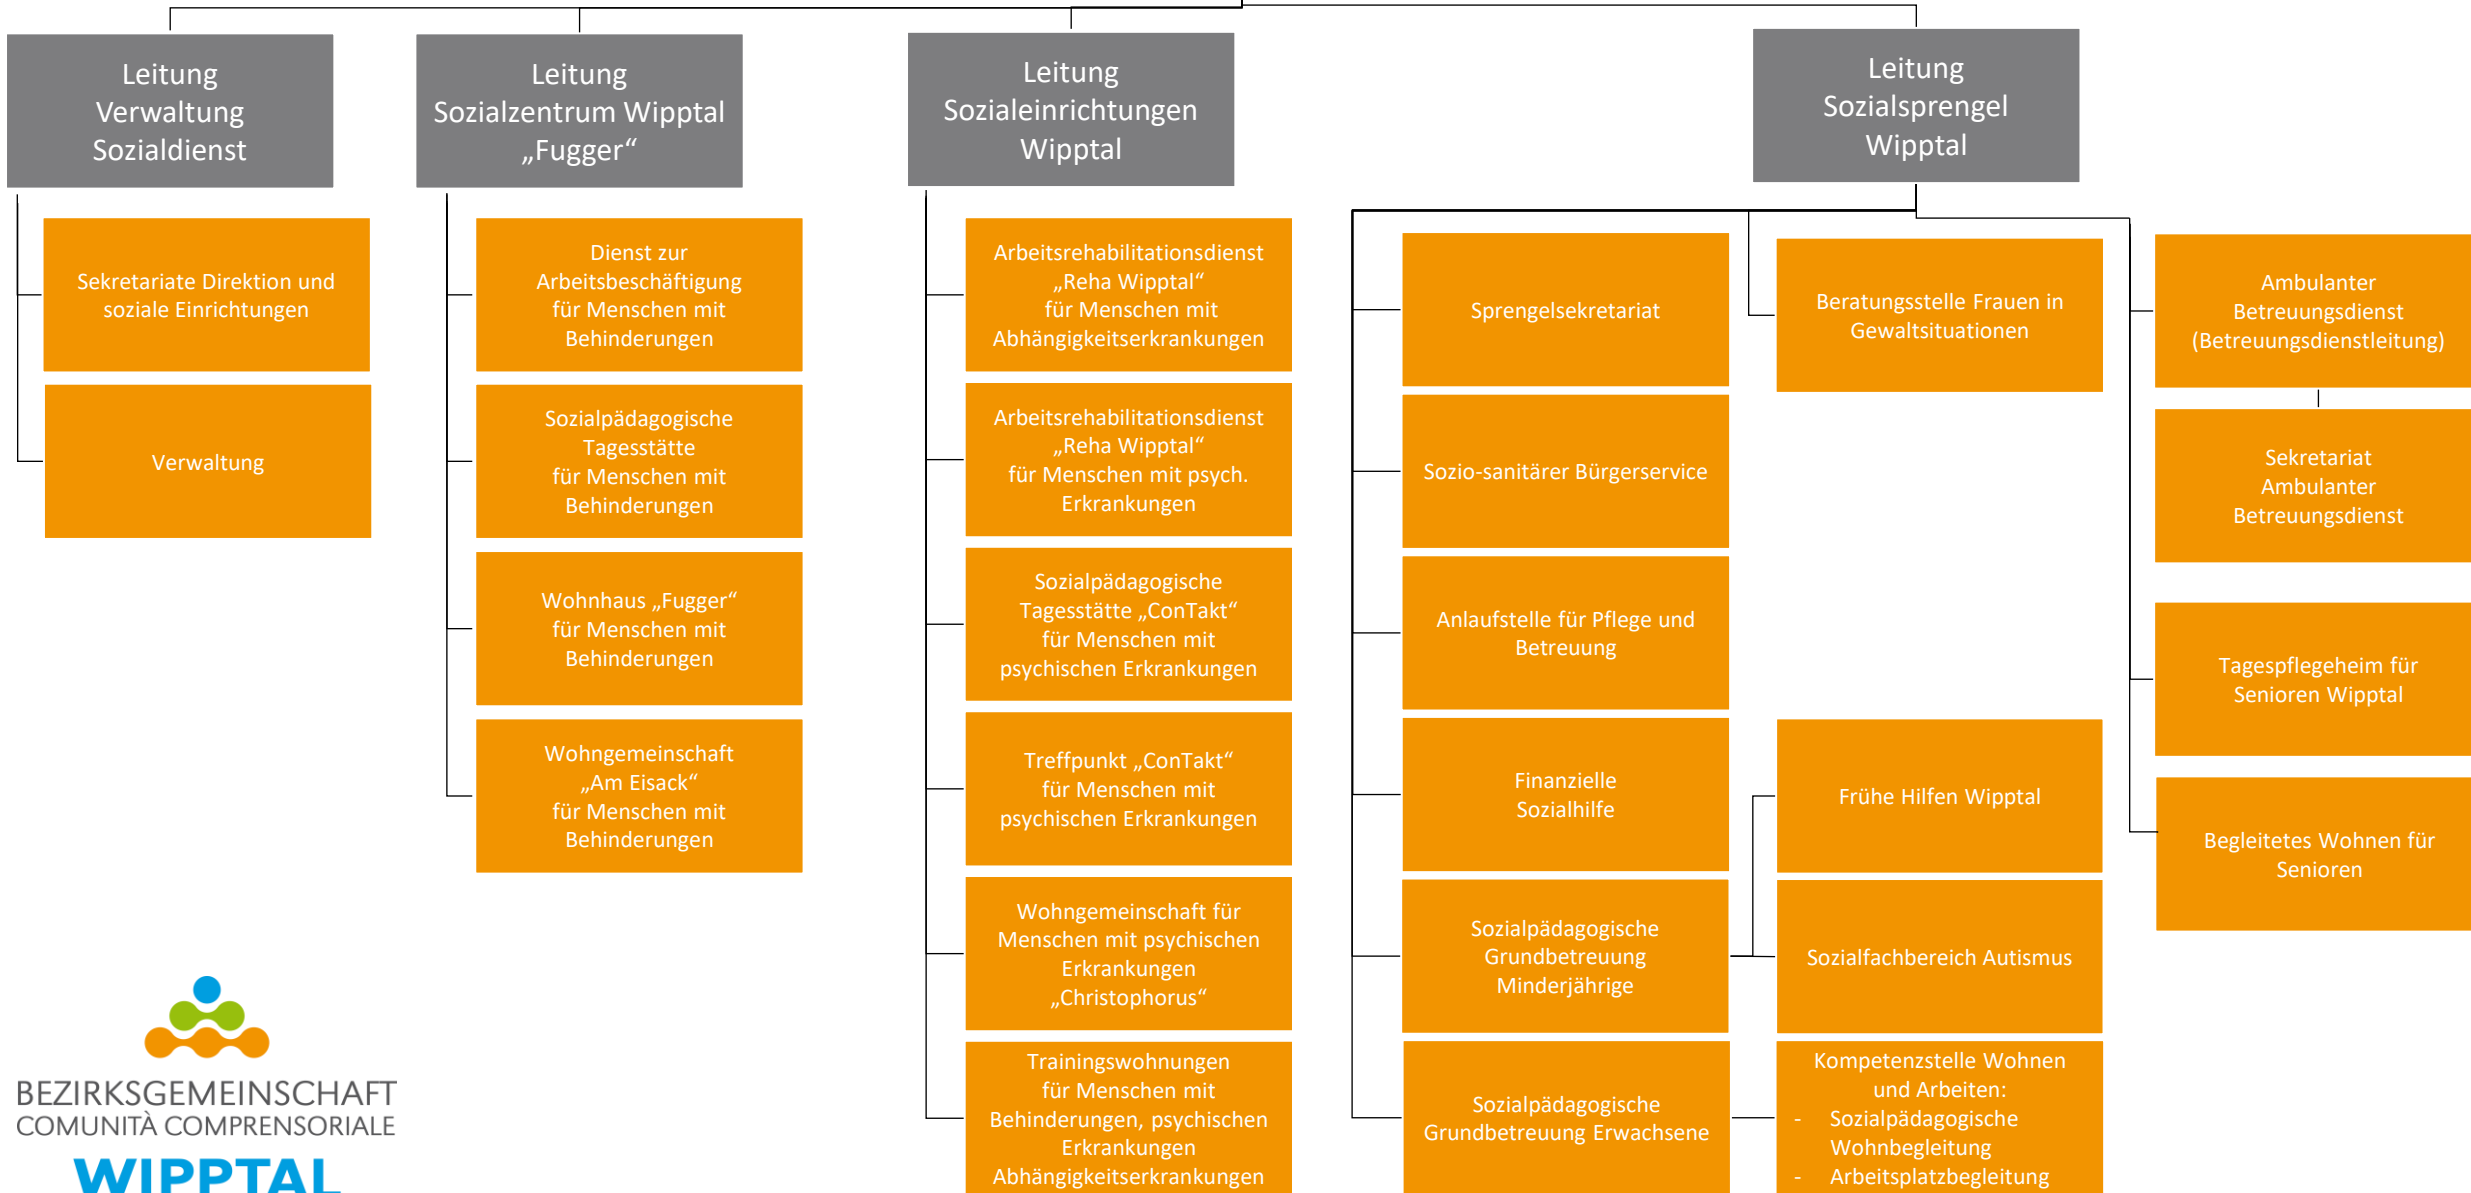 Leitung
Verwaltung
Sozialdienst
Sekretariate Direktion und
soziale Einrichtungen
Verwaltung
Leitung
Sozialzentrum Wipptal
„Fugger“
Dienst zur
Arbeitsbeschäftigung
für Menschen mit
Behinderungen
Sozialpädagogische
Tagesstätte
für Menschen mit
Behinderungen
Wohnhaus „Fugger“
für Menschen mit
Behinderungen
Wohngemeinschaft
„Am Eisack“
für Menschen mit
Behinderungen
Leitung
Sozialeinrichtungen
Wipptal
Arbeitsrehabilitationsdienst
„Reha Wipptal“
für Menschen mit
Abhängigkeitserkrankungen
Arbeitsrehabilitationsdienst
„Reha Wipptal“
für Menschen mit psych.
Erkrankungen
Sozialpädagogische
Tagesstätte „ConTakt“
für Menschen mit
psychischen Erkrankungen
Treffpunkt „ConTakt“
für Menschen mit
psychischen Erkrankungen
Wohngemeinschaft für
Menschen mit psychischen
Erkrankungen
„Christophorus“
Trainingswohnungen
für Menschen mit
Behinderungen, psychischen
Erkrankungen
Abhängigkeitserkrankungen
Leitung
Sozialsprengel
Wipptal
Sprengelsekretariat
Sozio-sanitärer Bürgerservice
Anlaufstelle für Pflege und
Betreuung
Finanzielle
Sozialhilfe
Sozialpädagogische
Grundbetreuung
Minderjährige
Sozialpädagogische
Grundbetreuung Erwachsene
Beratungsstelle Frauen in
Gewaltsituationen
Frühe Hilfen Wipptal
Sozialfachbereich Autismus
Kompetenzstelle Wohnen
und Arbeiten:
- Sozialpädagogische
Wohnbegleitung
- Arbeitsplatzbegleitung
Ambulanter
Betreuungsdienst
(Betreuungsdienstleitung)
Sekretariat
Ambulanter
Betreuungsdienst
Tagespflegeheim für
Senioren Wipptal
Begleitetes Wohnen für
Senioren
BEZIRKSGEMEINSCHAFT
COMUNITÀ COMPRENSORIALE
WIPPTAL